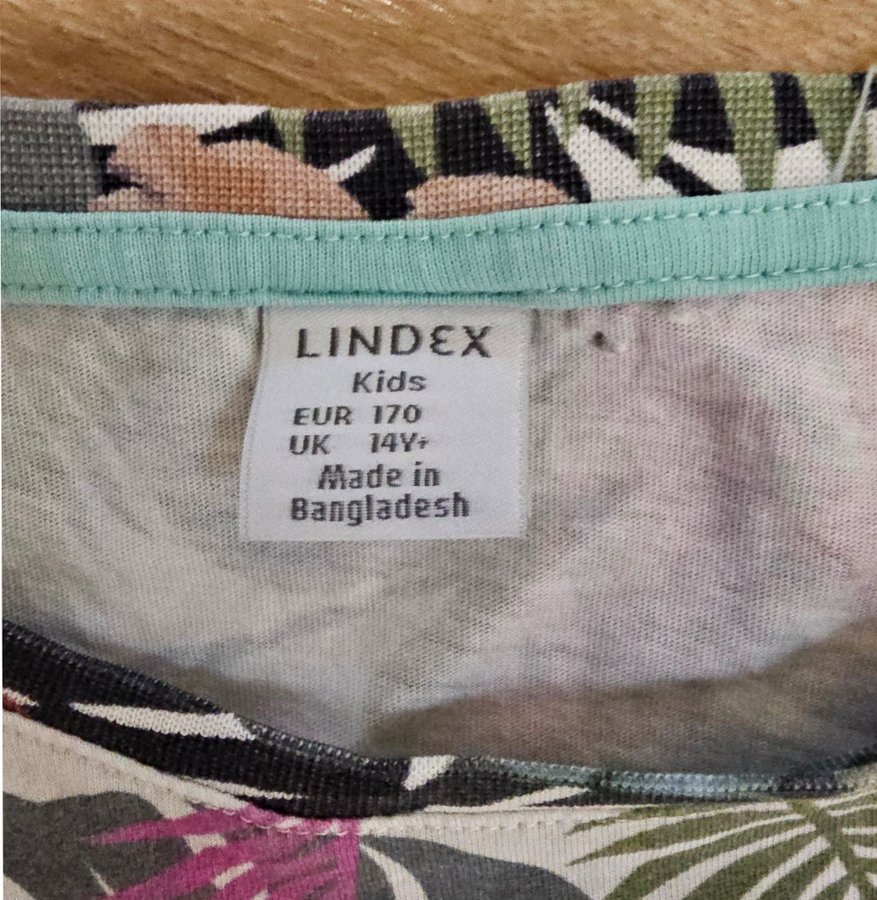 LINDEX
Kids
EUR 170
UK 14Y+
Made in
Bangladesh